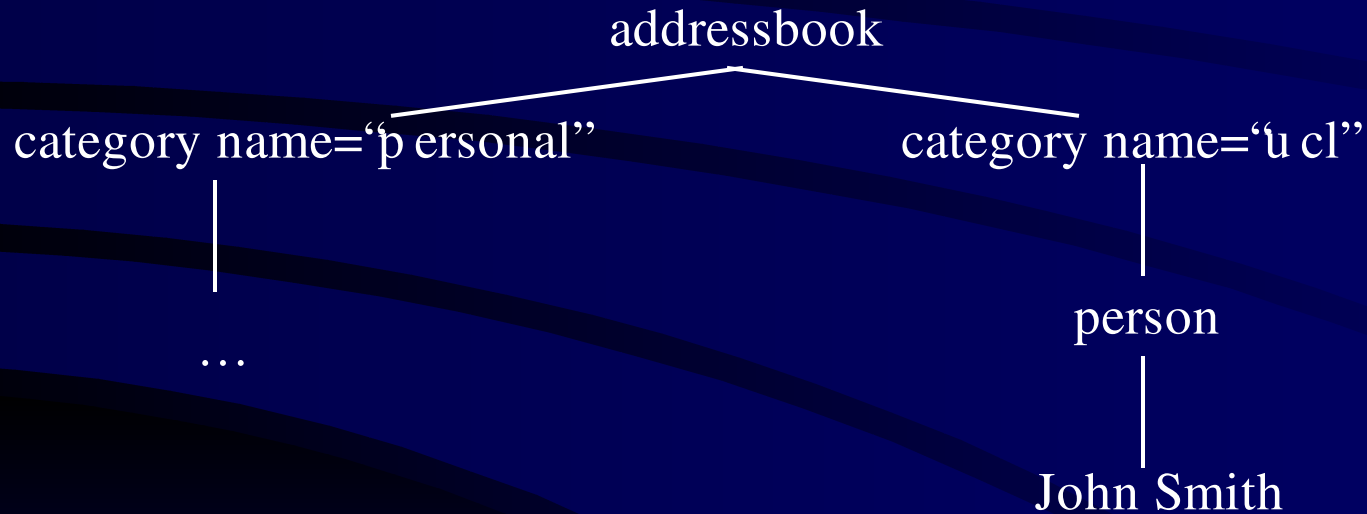 addressbook
category name=“personal”
category name=“ucl”
person
…
John Smith